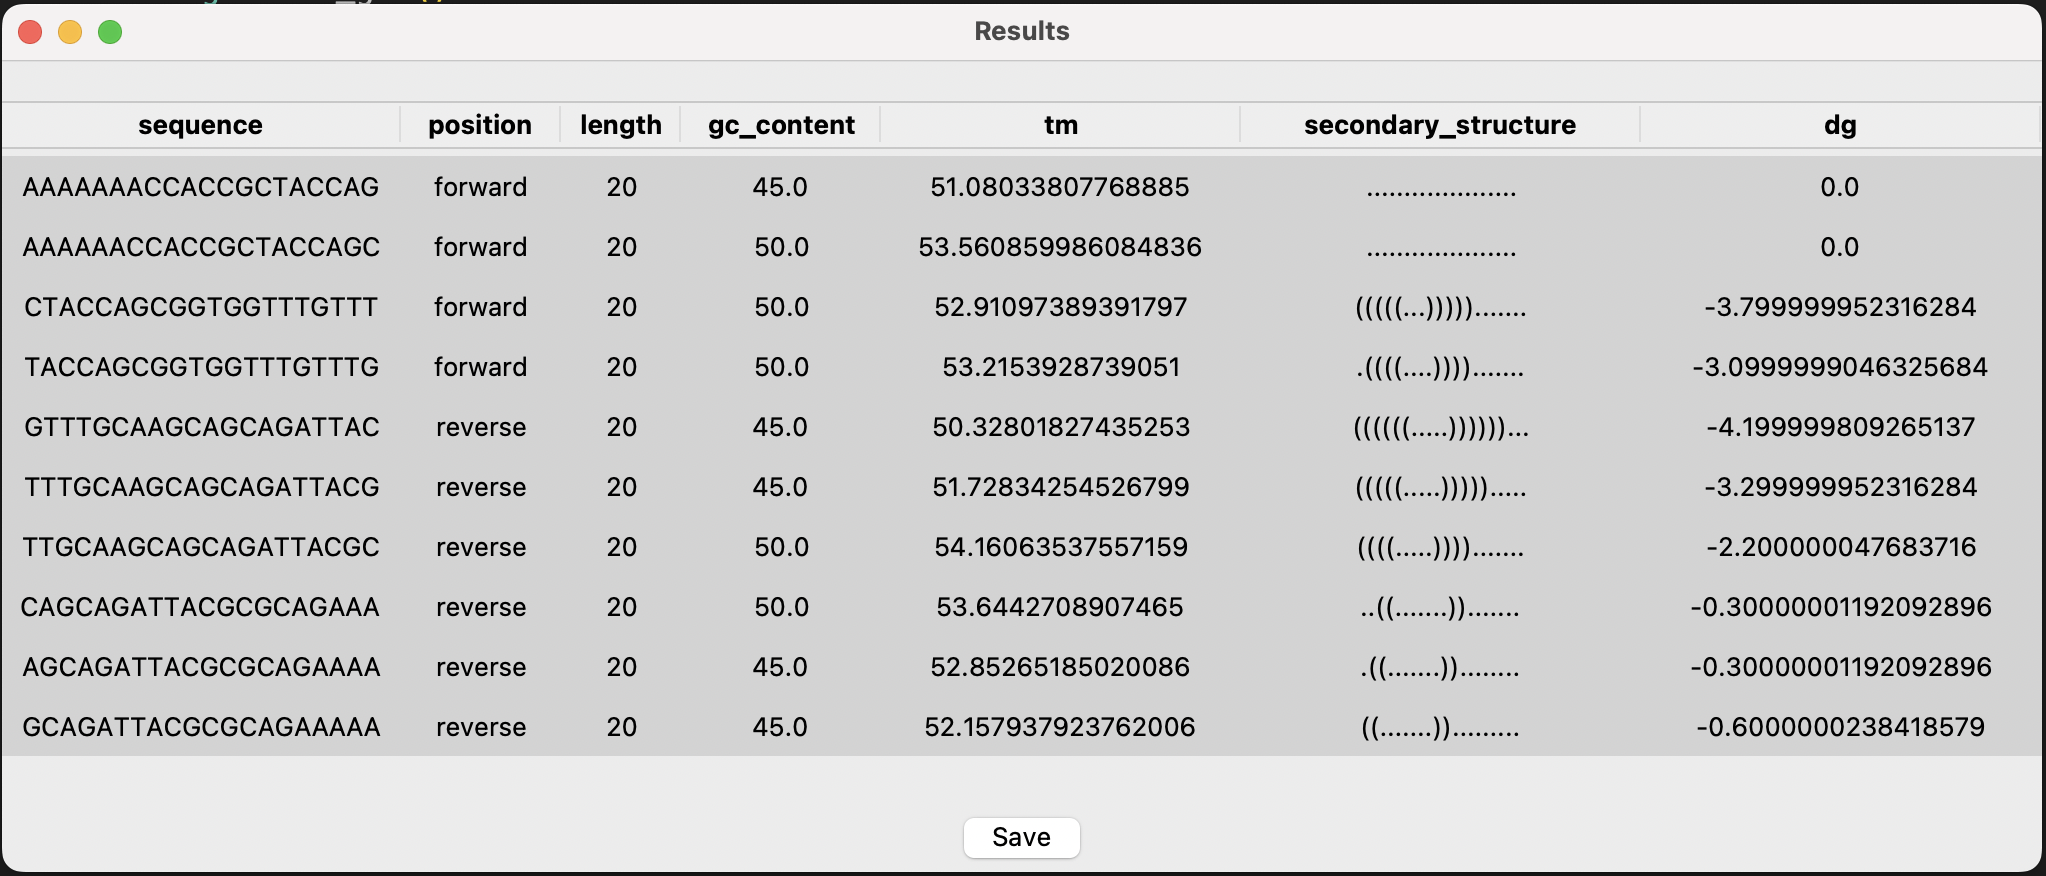 Results
sequence position length gc_content tm secondary_structure dg
AAAAAAACCACCGCTACCAG forward 20 45.0 51.08033807768885 .................... 0.0
AAAAAACCACCGCTACCAGC forward 20 50.0 53.560859986084836 .................... 0.0
CTACCAGCGGTGGTTTGTTT forward 20 50.0 52.91097389391797 (((((...)))))....... -3.799999952316284
TACCAGCGGTGGTTTGTTTG forward 20 50.0 53.2153928739051 .((((....))))....... -3.0999999046325684
GTTTGCAAGCAGCAGATTAC reverse 20 45.0 50.32801827435253 ((((((.....))))))... -4.199999809265137
TTTGCAAGCAGCAGATTACG reverse 20 45.0 51.72834254526799 (((((.....)))))..... -3.299999952316284
TTGCAAGCAGCAGATTACGC reverse 20 50.0 54.16063537557159 ((((.....))))....... -2.200000047683716
CAGCAGATTACGCGCAGAAA reverse 20 50.0 53.6442708907465 ..((.......))....... -0.30000001192092896
AGCAGATTACGCGCAGAAAA reverse 20 45.0 52.85265185020086 .((.......))........ -0.30000001192092896
GCAGATTACGCGCAGAAAAA reverse 20 45.0 52.157937923762006 ((.......))......... -0.6000000238418579
Save